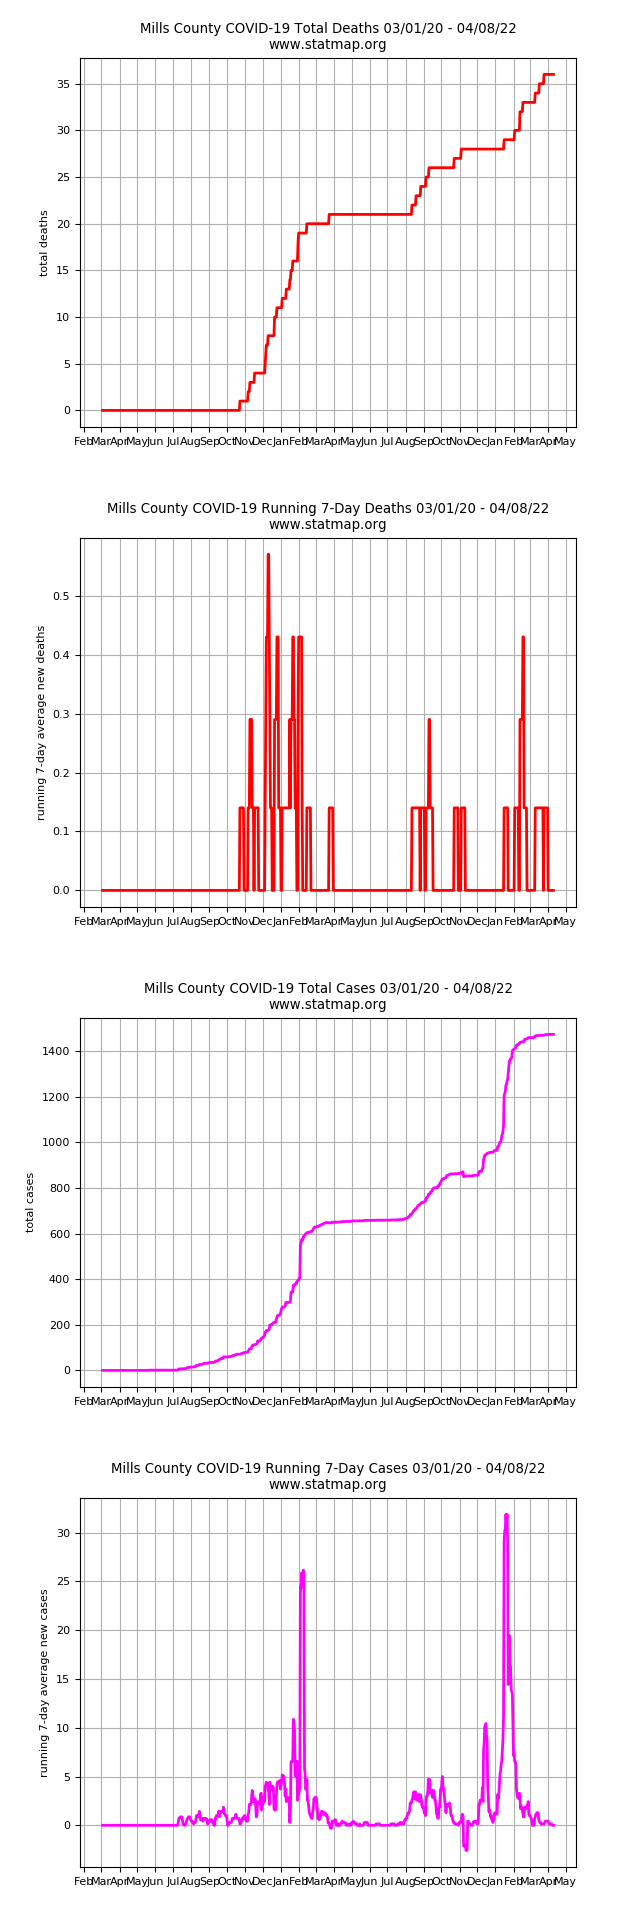 Mills County COVID-19 Total Deaths 03/01/20 - 04/08/22
www.statmap.org
35
30
25
20
15
10
5
0
total deaths
Feb Mar Apr May Jun Jul Aug Sep Oct Nov Dec Jan Feb Mar Apr May Jun Jul Aug Sep Oct Nov Dec Jan Feb Mar Apr May
Mills County COVID-19 Running 7-Day Deaths 03/01/20 - 04/08/22
www.statmap.org
0.5
0.4
0.3
0.2
0.1
0.0
running 7-day average new deaths
Feb Mar Apr May Jun Jul Aug Sep Oct Nov Dec Jan Feb Mar Apr May Jun Jul Aug Sep Oct Nov Dec Jan Feb Mar Apr May
Mills County COVID-19 Total Cases 03/01/20 - 04/08/22
www.statmap.org
1400
1200
1000
800
600
400
200
0
total cases
Feb Mar Apr May Jun Jul Aug Sep Oct Nov Dec Jan Feb Mar Apr May Jun Jul Aug Sep Oct Nov Dec Jan Feb Mar Apr May
Mills County COVID-19 Running 7-Day Cases 03/01/20 - 04/08/22
www.statmap.org
30
25
20
15
10
5
0
running 7-day average new cases
Feb Mar Apr May Jun Jul Aug Sep Oct Nov Dec Jan Feb Mar Apr May Jun Jul Aug Sep Oct Nov Dec Jan Feb Mar Apr May